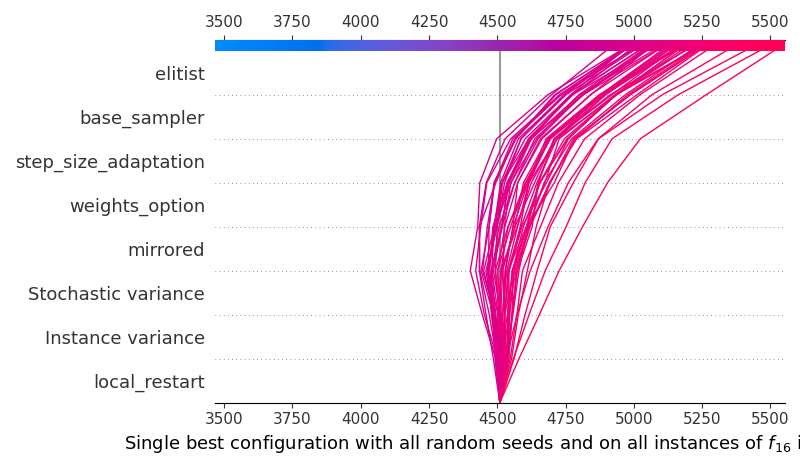 3500 3750 4000 4250 4500 4750 5000 5250 5500
elitist
base_sampler
step_size_adaptation
weights_option
mirrored
Stochastic variance
Instance variance
local_restart
3500 3750 4000 4250 4500 4750 5000 5250 5500
Single best configuration with all random seeds and on all instances of f₁₆ i